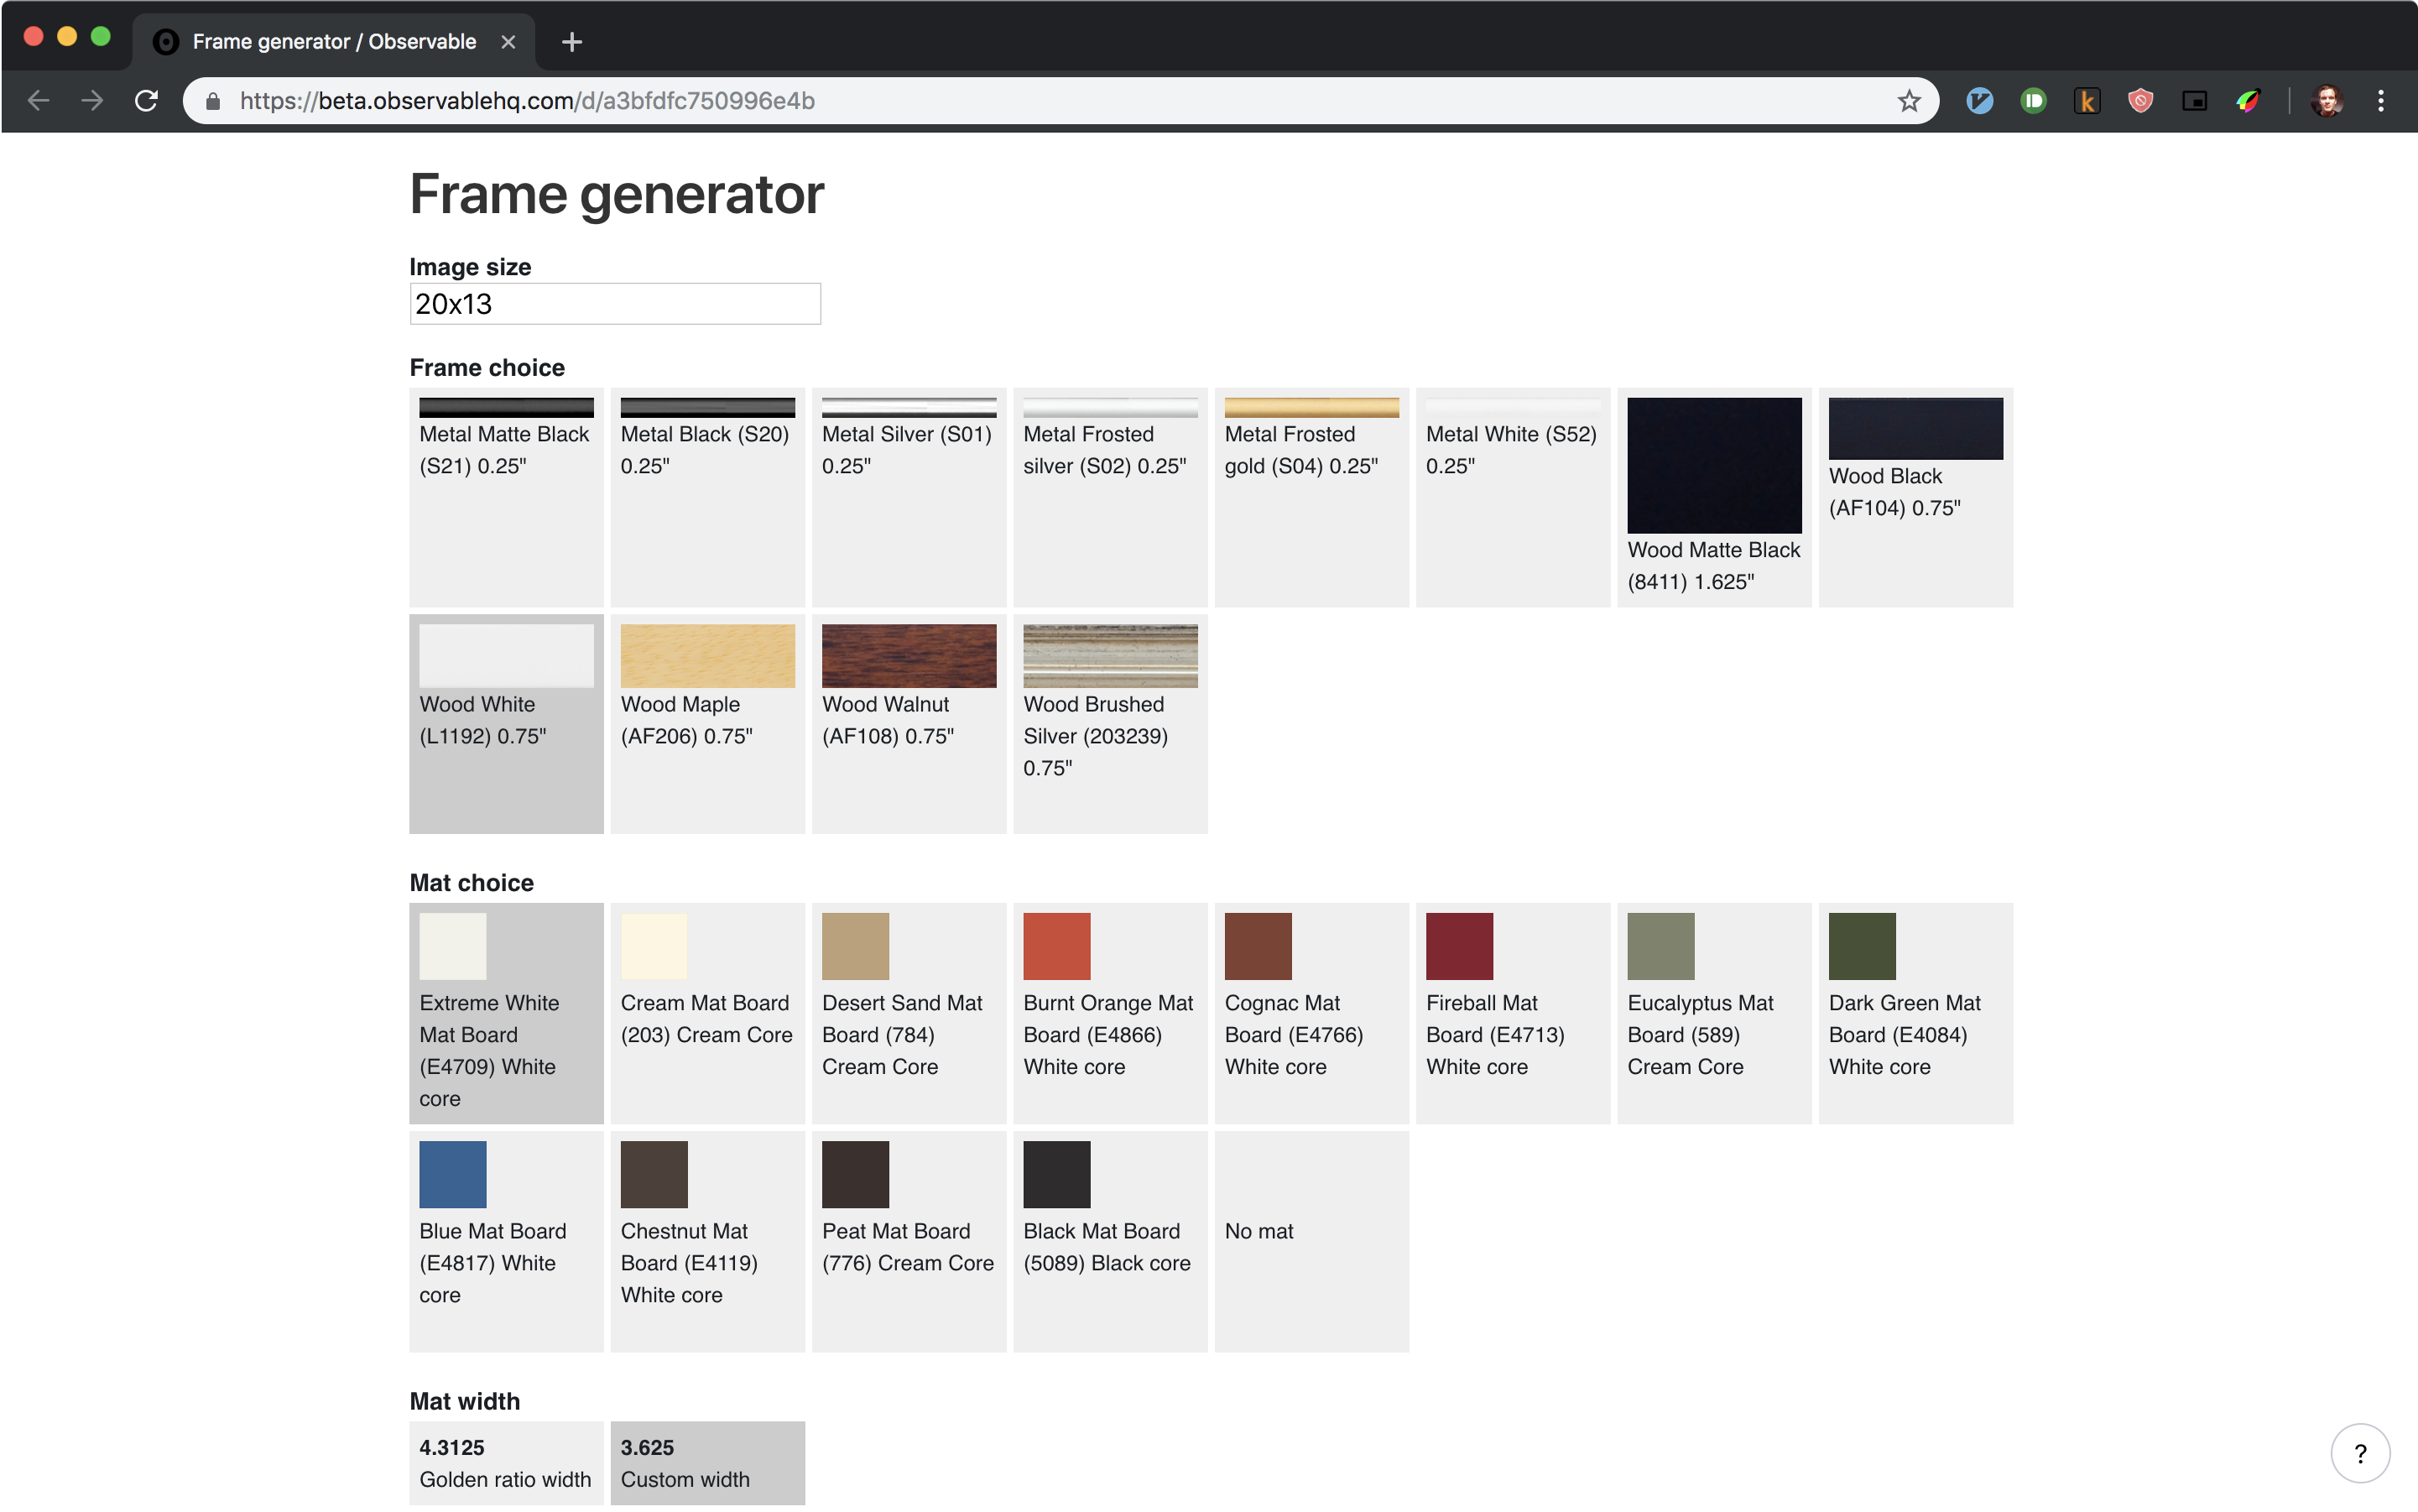 Frame generator / Observable
https://beta.observablehq.com/d/a3bfdfc750996e4b
Frame generator
Image size
20x13
Frame choice
Metal Matte Black
(S21) 0.25"
Metal Black (S20)
0.25"
Metal Silver (S01)
0.25"
Metal Frosted
silver (S02) 0.25"
Metal Frosted
gold (S04) 0.25"
Metal White (S52)
0.25"
Wood Matte Black
(8411) 1.625"
Wood Black
(AF104) 0.75"
Wood White
(L1192) 0.75"
Wood Maple
(AF206) 0.75"
Wood Walnut
(AF108) 0.75"
Wood Brushed
Silver (203239)
0.75"
Mat choice
Extreme White
Mat Board
(E4709) White
core
Cream Mat Board
(203) Cream Core
Desert Sand Mat
Board (784)
Cream Core
Burnt Orange Mat
Board (E4866)
White core
Cognac Mat
Board (E4766)
White core
Fireball Mat
Board (E4713)
White core
Eucalyptus Mat
Board (589)
Cream Core
Dark Green Mat
Board (E4084)
White core
Blue Mat Board
(E4817) White
core
Chestnut Mat
Board (E4119)
White core
Peat Mat Board
(776) Cream Core
Black Mat Board
(5089) Black core
No mat
Mat width
4.3125
Golden ratio width
3.625
Custom width
?